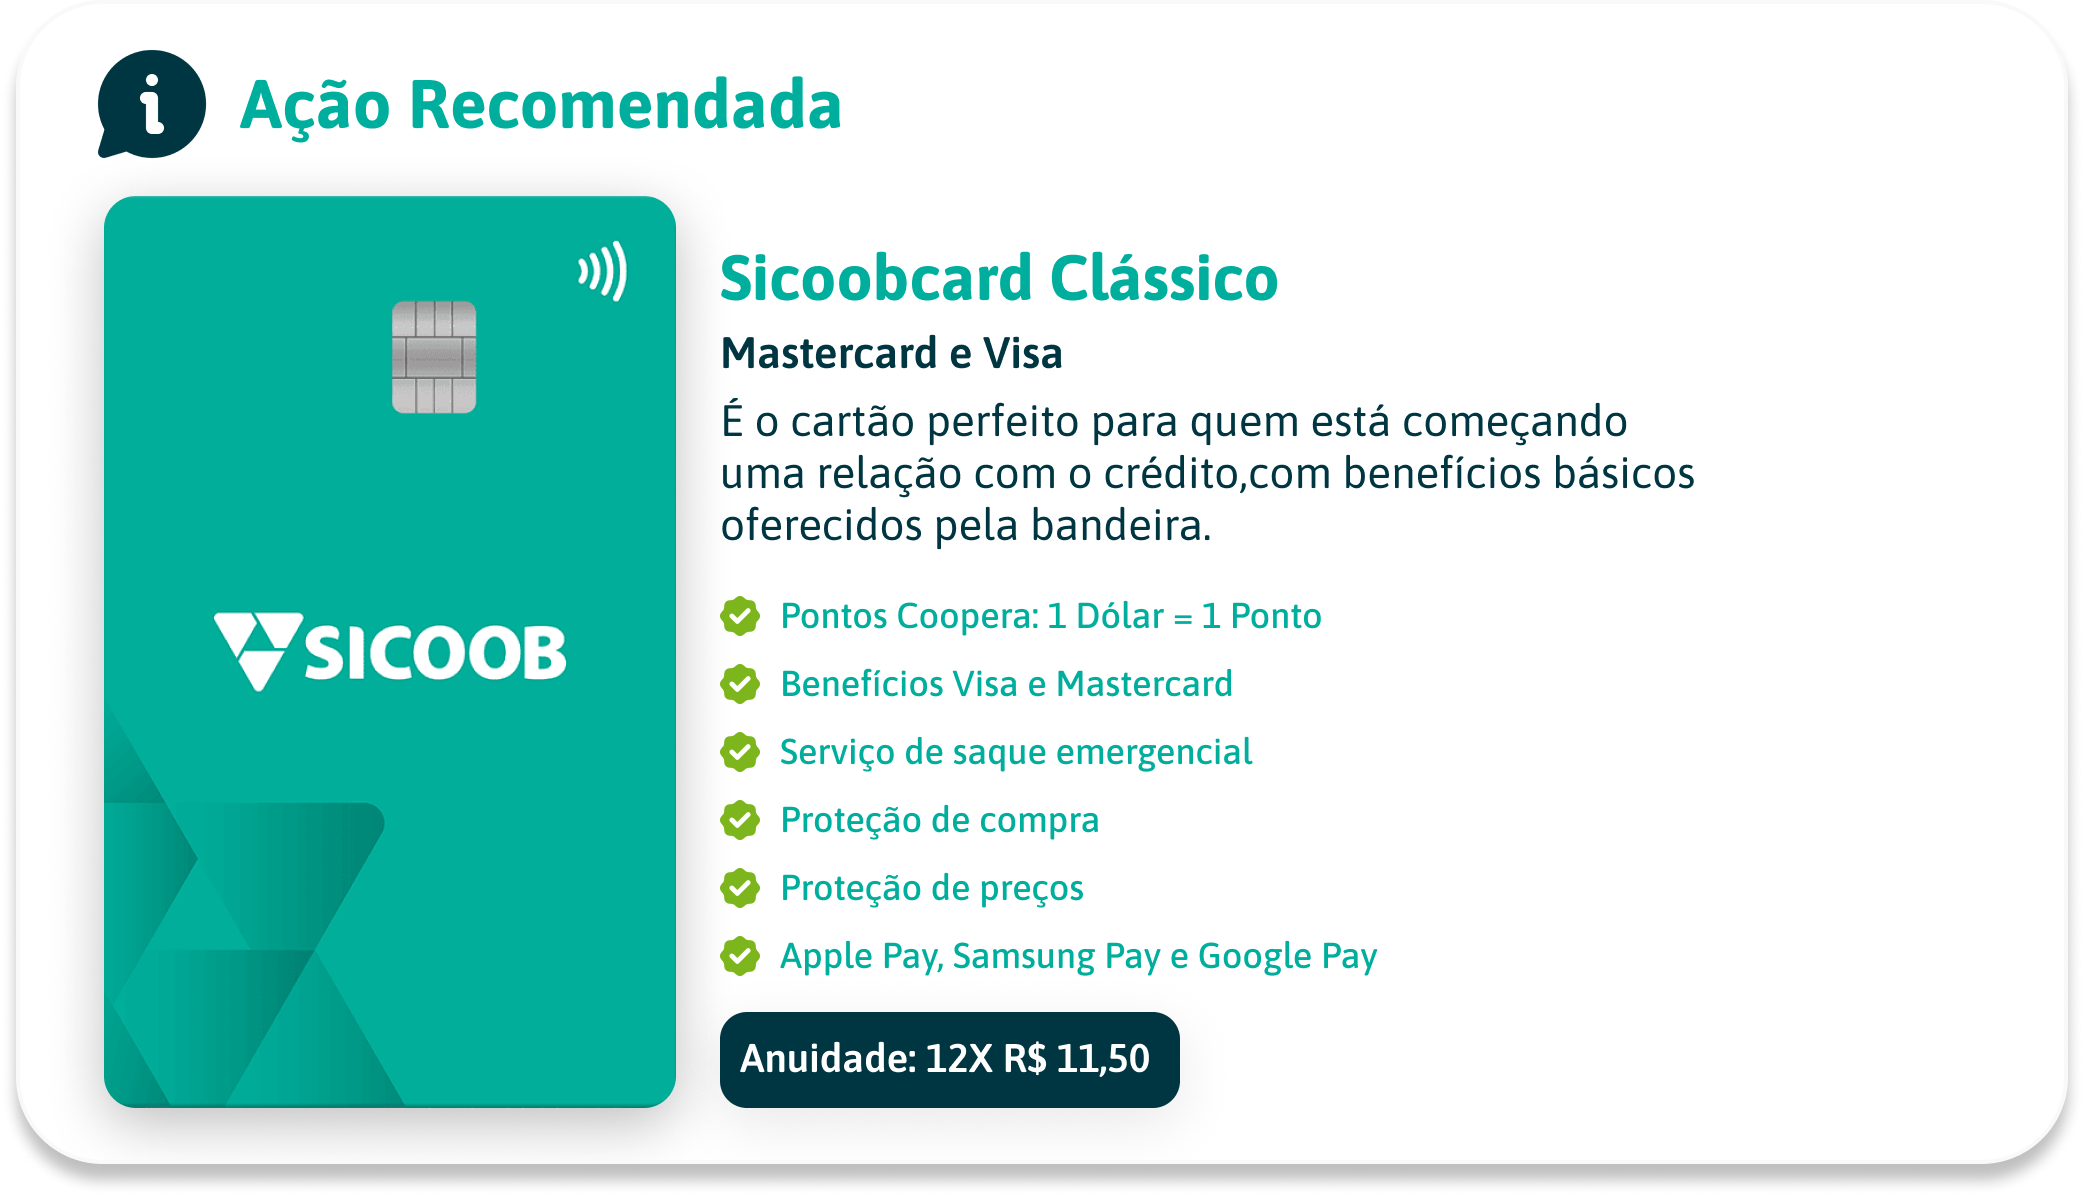 Ação Recomendada
SICOOB
Sicoobcard Clássico
Mastercard e Visa
É o cartão perfeito para quem está começando
uma relação com o crédito,com benefícios básicos
oferecidos pela bandeira.
Pontos Coopera: 1 Dólar = 1 Ponto
Benefícios Visa e Mastercard
Serviço de saque emergencial
Proteção de compra
Proteção de preços
Apple Pay, Samsung Pay e Google Pay
Anuidade: 12X R$ 11,50